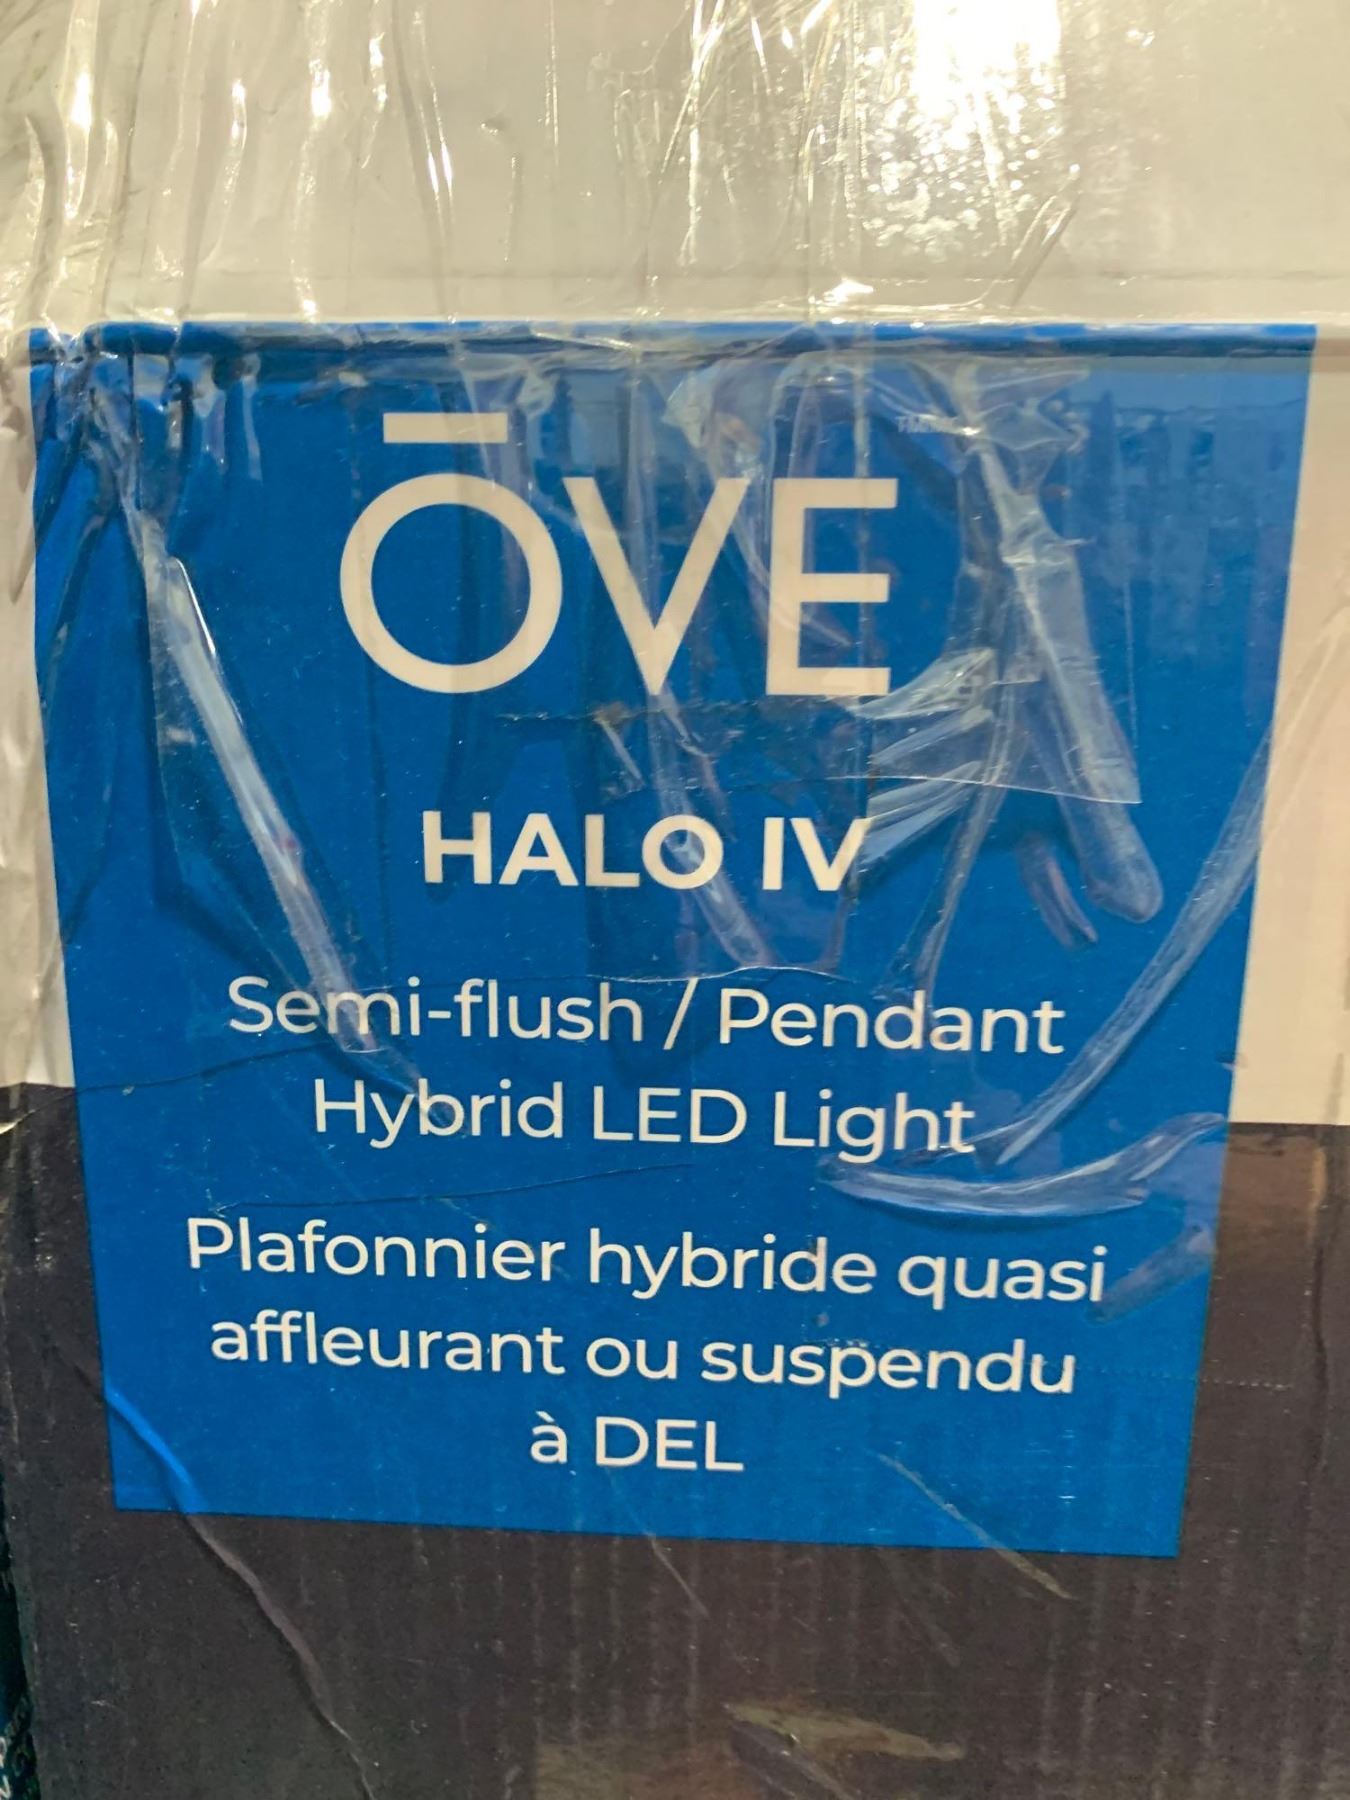 ŌVE
HALO IV
Semi-flush / Pendant
Hybrid LED Light
Plafonnier hybride quasi
affleurant ou suspendu
à DEL